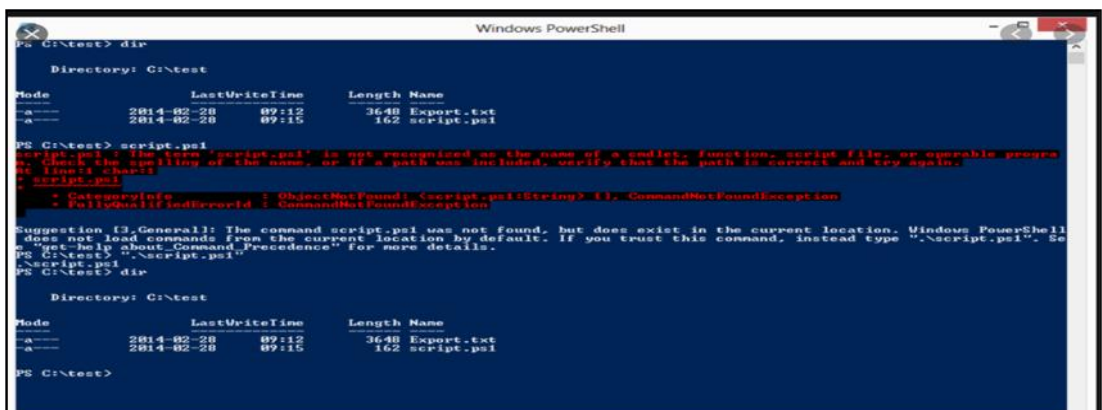 Windows PowerShell
PS C:\test> dir
Directory: C:\test
Mode LastWriteTime Length Name
---- ------------- ------ ----
-a--- 2014-02-28 09:12 3648 Export.txt
-a--- 2014-02-28 09:15 162 script.ps1
PS C:\test> script.ps1
script.ps1 : The term 'script.ps1' is not recognized as the name of a cmdlet, function, script file, or operable progra
m. Check the spelling of the name, or if a path was included, verify that the path is correct and try again.
At line:1 char:1
+ script.ps1
+ CategoryInfo : ObjectNotFound: (script.ps1:String) [], CommandNotFoundException
+ FullyQualifiedErrorId : CommandNotFoundException
Suggestion [3,General]: The command script.ps1 was not found, but does exist in the current location. Windows PowerShell
does not load commands from the current location by default. If you trust this command, instead type ".\script.ps1". Se
e "get-help about_Command_Precedence" for more details.
PS C:\test> ".\script.ps1"
.\script.ps1
PS C:\test> dir
Directory: C:\test
Mode LastWriteTime Length Name
---- ------------- ------ ----
-a--- 2014-02-28 09:12 3648 Export.txt
-a--- 2014-02-28 09:15 162 script.ps1
PS C:\test>